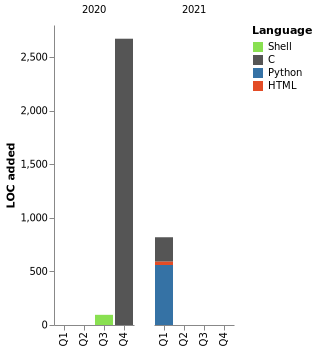 2020 2021
Language
Shell
C
Python
HTML
LOC added
2,500
2,000
1,500
1,000
500
0
Q1 Q2 Q3 Q4 Q1 Q2 Q3 Q4